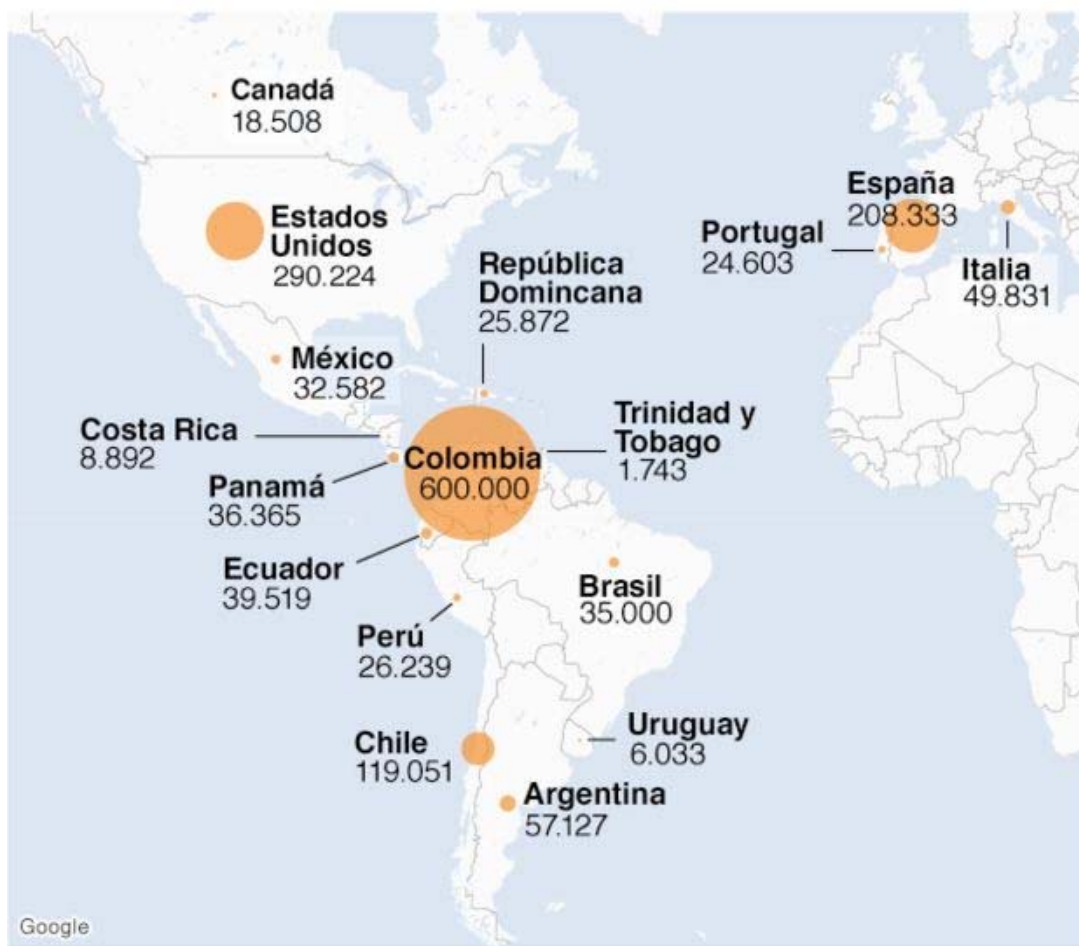 Canadá
18.508
Estados
Unidos
290.224
España
208.333
Portugal
24.603
Italia
49.831
República
Domincana
25.872
México
32.582
Costa Rica
8.892
Trinidad y
Tobago
1.743
Colombia
600.000
Panamá
36.365
Ecuador
39.519
Brasil
35.000
Perú
26.239
Uruguay
6.033
Chile
119.051
Argentina
57.127
Google